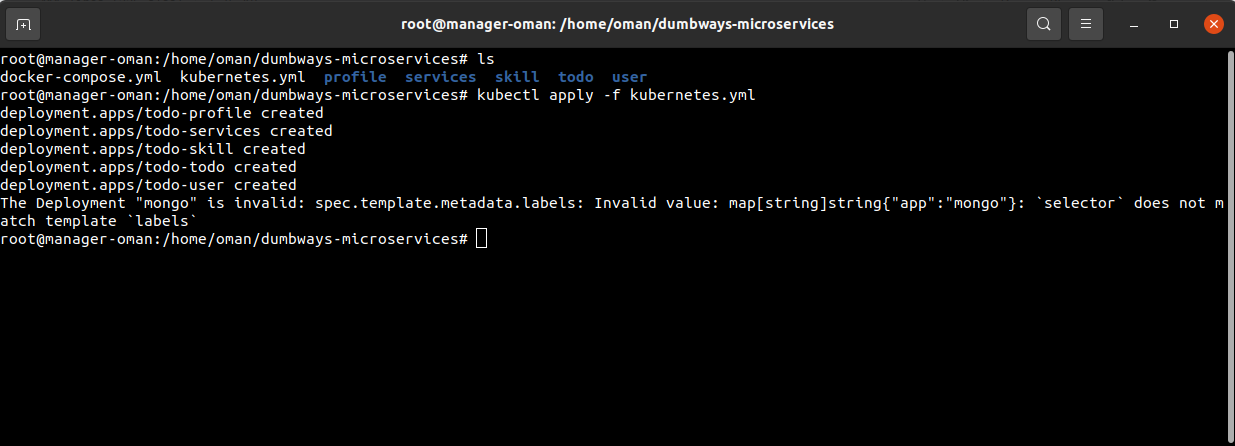 root@manager-oman: /home/oman/dumbways-microservices
root@manager-oman:/home/oman/dumbways-microservices# ls
docker-compose.yml  kubernetes.yml  profile  services  skill  todo  user
root@manager-oman:/home/oman/dumbways-microservices# kubectl apply -f kubernetes.yml
deployment.apps/todo-profile created
deployment.apps/todo-services created
deployment.apps/todo-skill created
deployment.apps/todo-todo created
deployment.apps/todo-user created
The Deployment "mongo" is invalid: spec.template.metadata.labels: Invalid value: map[string]string{"app":"mongo"}: `selector` does not m
atch template `labels`
root@manager-oman:/home/oman/dumbways-microservices#